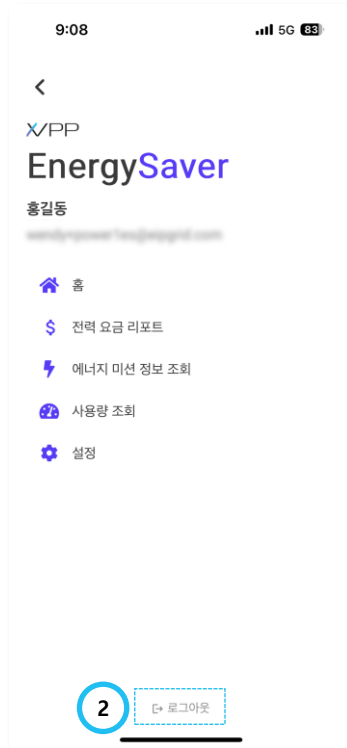 9:08
5G 83
XVPP
EnergySaver
홍길동
홈
전력 요금 리포트
에너지 미션 정보 조회
사용량 조회
설정
2
로그아웃